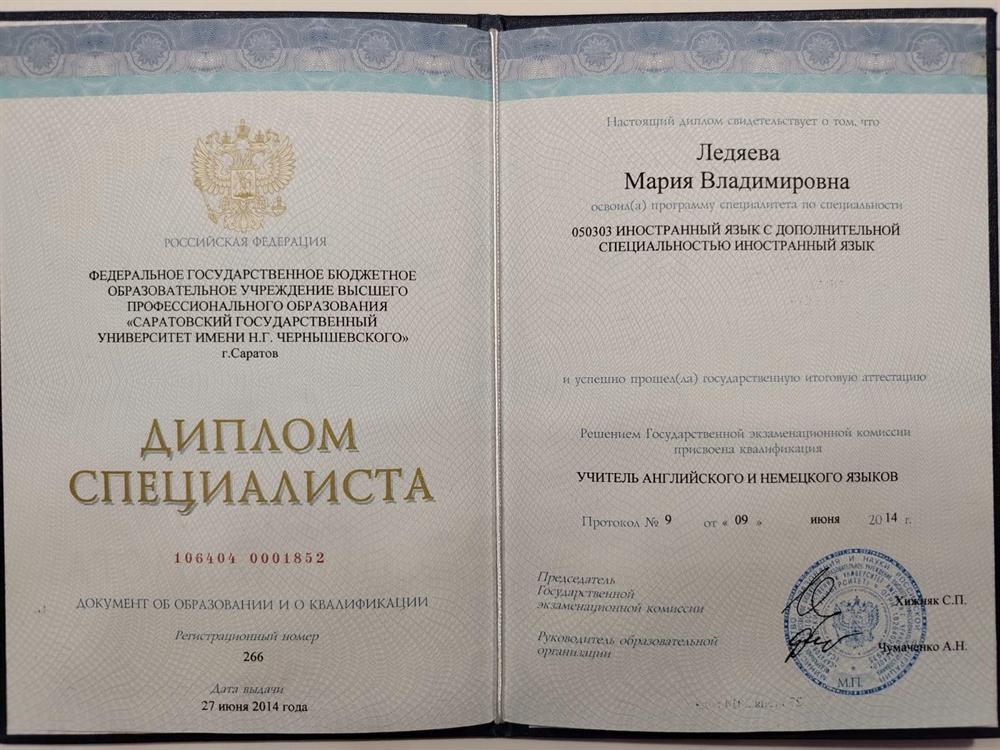 РОССИЙСКАЯ ФЕДЕРАЦИЯ
ФЕДЕРАЛЬНОЕ ГОСУДАРСТВЕННОЕ БЮДЖЕТНОЕ
ОБРАЗОВАТЕЛЬНОЕ УЧРЕЖДЕНИЕ ВЫСШЕГО
ПРОФЕССИОНАЛЬНОГО ОБРАЗОВАНИЯ
«САРАТОВСКИЙ ГОСУДАРСТВЕННЫЙ
УНИВЕРСИТЕТ ИМЕНИ Н.Г. ЧЕРНЫШЕВСКОГО»
г.Саратов
ДИПЛОМ
СПЕЦИАЛИСТА
106404 0001852
ДОКУМЕНТ ОБ ОБРАЗОВАНИИ И О КВАЛИФИКАЦИИ
Регистрационный номер
266
Дата выдачи
27 июня 2014 года
Настоящий диплом свидетельствует о том, что
Ледяева
Мария Владимировна
освоил(а) программу специалитета по специальности
050303 ИНОСТРАННЫЙ ЯЗЫК С ДОПОЛНИТЕЛЬНОЙ
СПЕЦИАЛЬНОСТЬЮ ИНОСТРАННЫЙ ЯЗЫК
и успешно прошел(ла) государственную итоговую аттестацию
Решением Государственной экзаменационной комиссии
присвоена квалификация
УЧИТЕЛЬ АНГЛИЙСКОГО И НЕМЕЦКОГО ЯЗЫКОВ
Протокол № 9 от « 09 » июня 2014 г.
Председатель
Государственной
экзаменационной комиссии
Хижняк С.П.
Руководитель образовательной
организации
Чумаченко А.Н.
М.П.